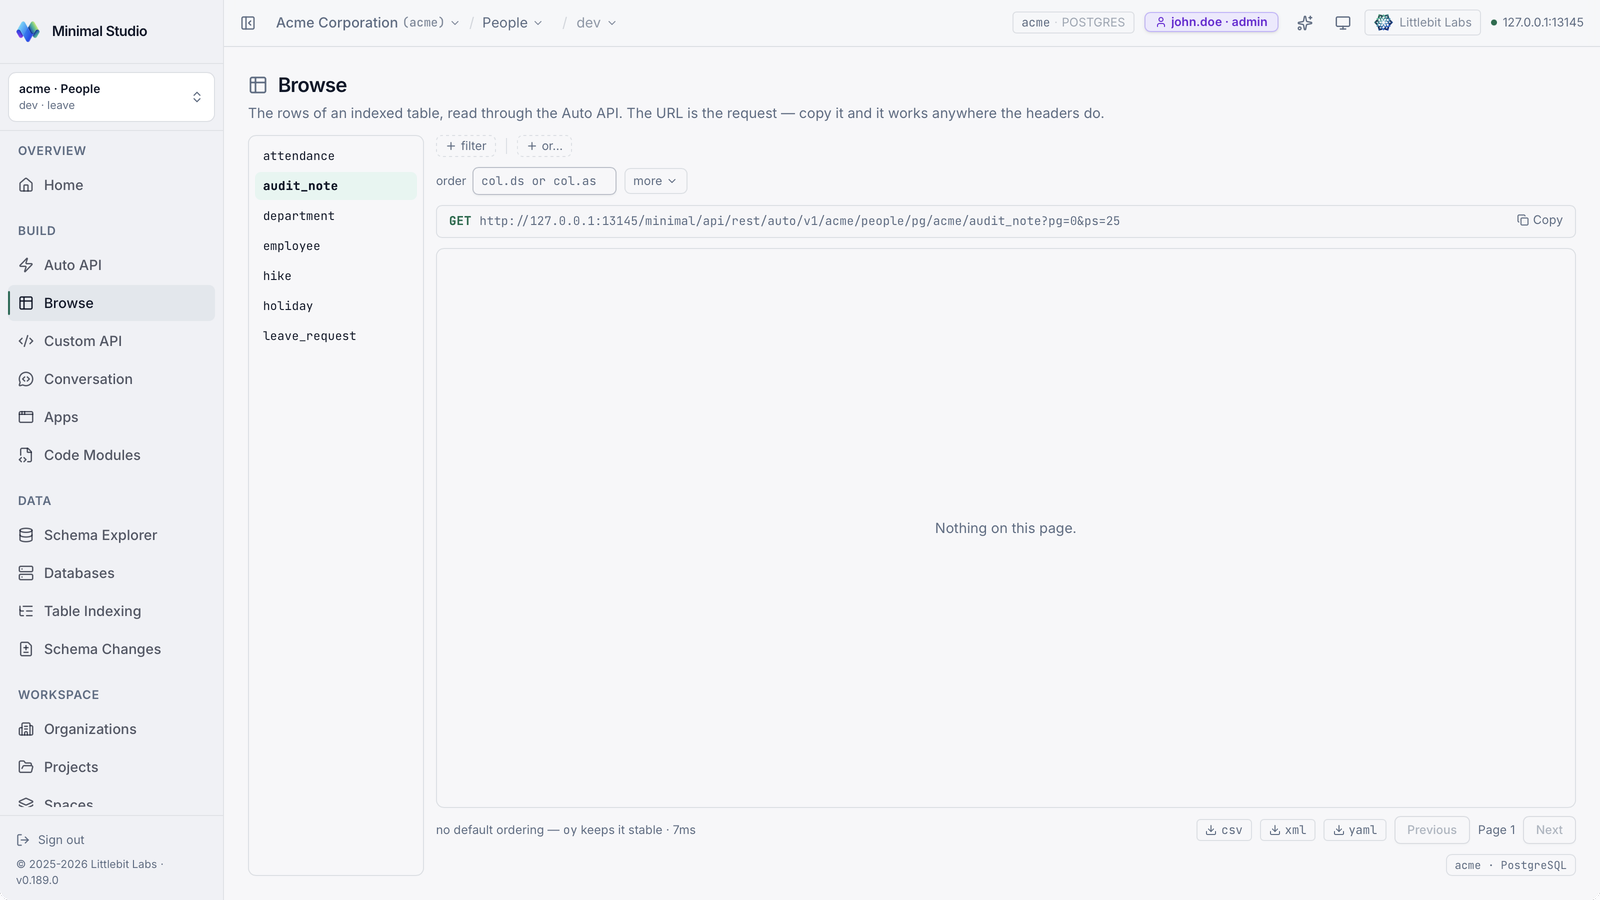 Minimal Studio
acme · People
dev · leave
OVERVIEW
Home
BUILD
Auto API
Browse
Custom API
Conversation
Apps
Code Modules
DATA
Schema Explorer
Databases
Table Indexing
Schema Changes
WORKSPACE
Organizations
Projects
Spaces
Sign out
© 2025-2026 Littlebit Labs ·
v0.189.0
Acme Corporation (acme) / People / dev
acme · POSTGRES
john.doe · admin
Littlebit Labs
127.0.0.1:13145
Browse
The rows of an indexed table, read through the Auto API. The URL is the request — copy it and it works anywhere the headers do.
attendance
audit_note
department
employee
hike
holiday
leave_request
+ filter
+ or...
order col.ds or col.as more
GET http://127.0.0.1:13145/minimal/api/rest/auto/v1/acme/people/pg/acme/audit_note?pg=0&ps=25
Copy
Nothing on this page.
no default ordering — oy keeps it stable · 7ms
csv
xml
yaml
Previous
Page 1
Next
acme · PostgreSQL